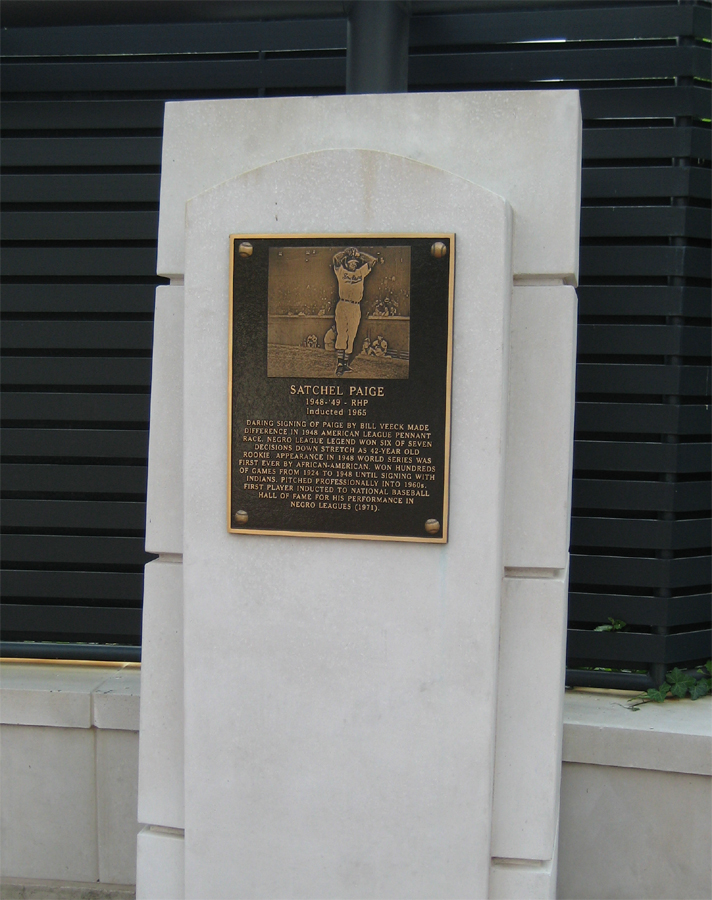 SATCHEL PAIGE
1948-'49 - RHP
Inducted 1965
DARING SIGNING OF PAIGE BY BILL VEECK MADE
DIFFERENCE IN 1948 AMERICAN LEAGUE PENNANT
RACE. NEGRO LEAGUE LEGEND WON SIX OF SEVEN
DECISIONS DOWN STRETCH AS 42-YEAR OLD
ROOKIE. APPEARANCE IN 1948 WORLD SERIES WAS
FIRST EVER BY AFRICAN-AMERICAN. WON HUNDREDS
OF GAMES FROM 1924 TO 1948 UNTIL SIGNING WITH
INDIANS. PITCHED PROFESSIONALLY INTO 1960s.
FIRST PLAYER INDUCTED TO NATIONAL BASEBALL
HALL OF FAME FOR HIS PERFORMANCE IN
NEGRO LEAGUES (1971).